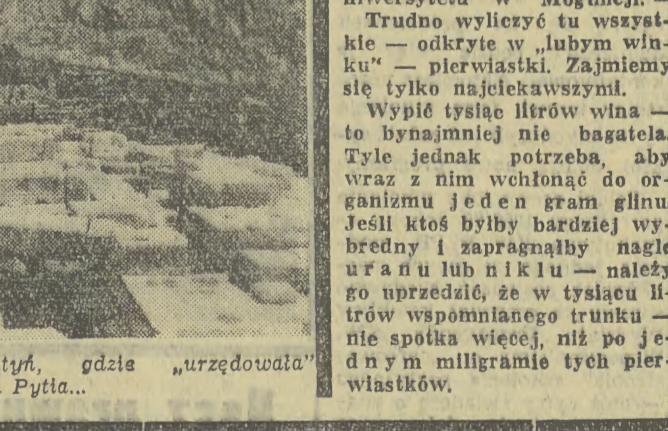 w Moguncji. —
Trudno wyliczyć tu wszyst-
kie — odkryte w „lubym win-
ku" — pierwiastki. Zajmiemy
się tylko najciekawszymi.
Wypić tysiąc litrów wina —
to bynajmniej nie bagatela.
Tyle jednak potrzeba, aby
wraz z nim wchłonąć do or-
ganizmu jeden gram glinu
Jeśli ktoś byłby bardziej wy-
bredny i zapragnąłby nagle
uranu lub niklu — należy
go uprzedzić, że w tysiącu li-
trów wspomnianego trunku —
nie spotka więcej, niż po je-
dnym miligramie tych pier-
wiastków.
tyń, gdzie „urzędowała"
Pytia...